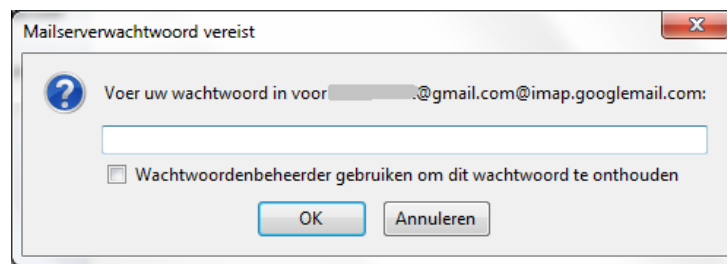 Mailserverwachtwoord vereist
Voer uw wachtwoord in voor @gmail.com@imap.googlemail.com:
Wachtwoordenbeheerder gebruiken om dit wachtwoord te onthouden
OK Annuleren